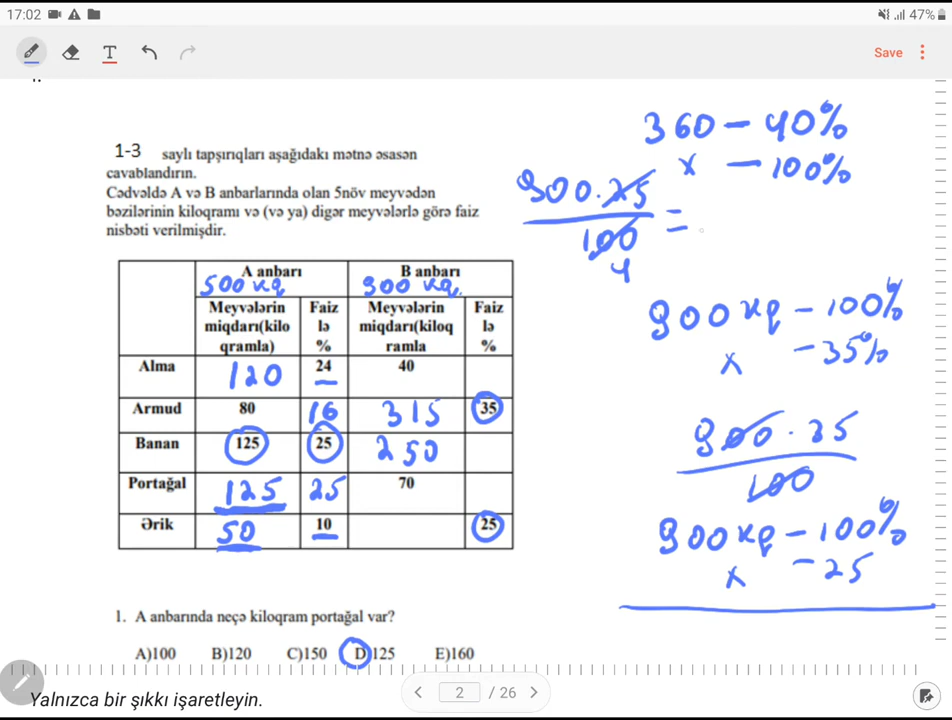 17:02
47%
T
Save
360 – 40%
x – 100%
1-3 saylı tapşırıqları aşağıdakı mətnə əsasən
cavablandırın.
Cədvəldə A və B anbarlarında olan 5növ meyvədən
bəzilərinin kiloqramı və (və ya) digər meyvələrlə görə faiz
nisbəti verilmişdir.
900.25
100
4
=
A anbarı B anbarı
500 kq 900 kq.
Meyvələrin miqdarı(kilo qramla) Faiz lə % Meyvələrin miqdarı(kiloq ramla Faiz lə %
Alma 120 24 40
Armud 80 16 315 35
Banan 125 25 250
Portağal 125 25 70
Ərik 50 10 25
900 kq – 100%
x – 35%
900 . 35
100
900 kq – 100%
x – 25
1. A anbarında neçə kiloqram portağal var?
A)100 B)120 C)150 D)125 E)160
Yalnızca bir şıkkı işaretleyin.
2 / 26